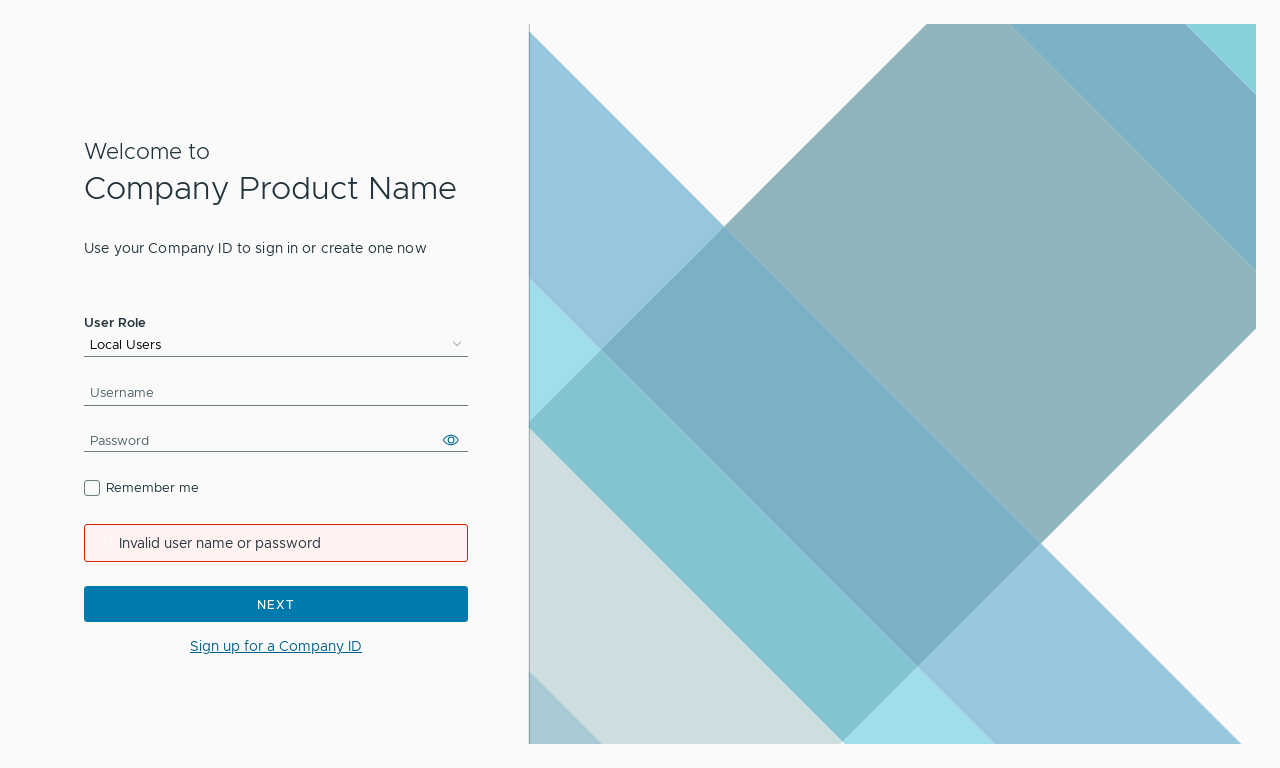 Welcome to
Company Product Name
Use your Company ID to sign in or create one now
User Role
Local Users
Username
Password
Remember me
Invalid user name or password
NEXT
Sign up for a Company ID